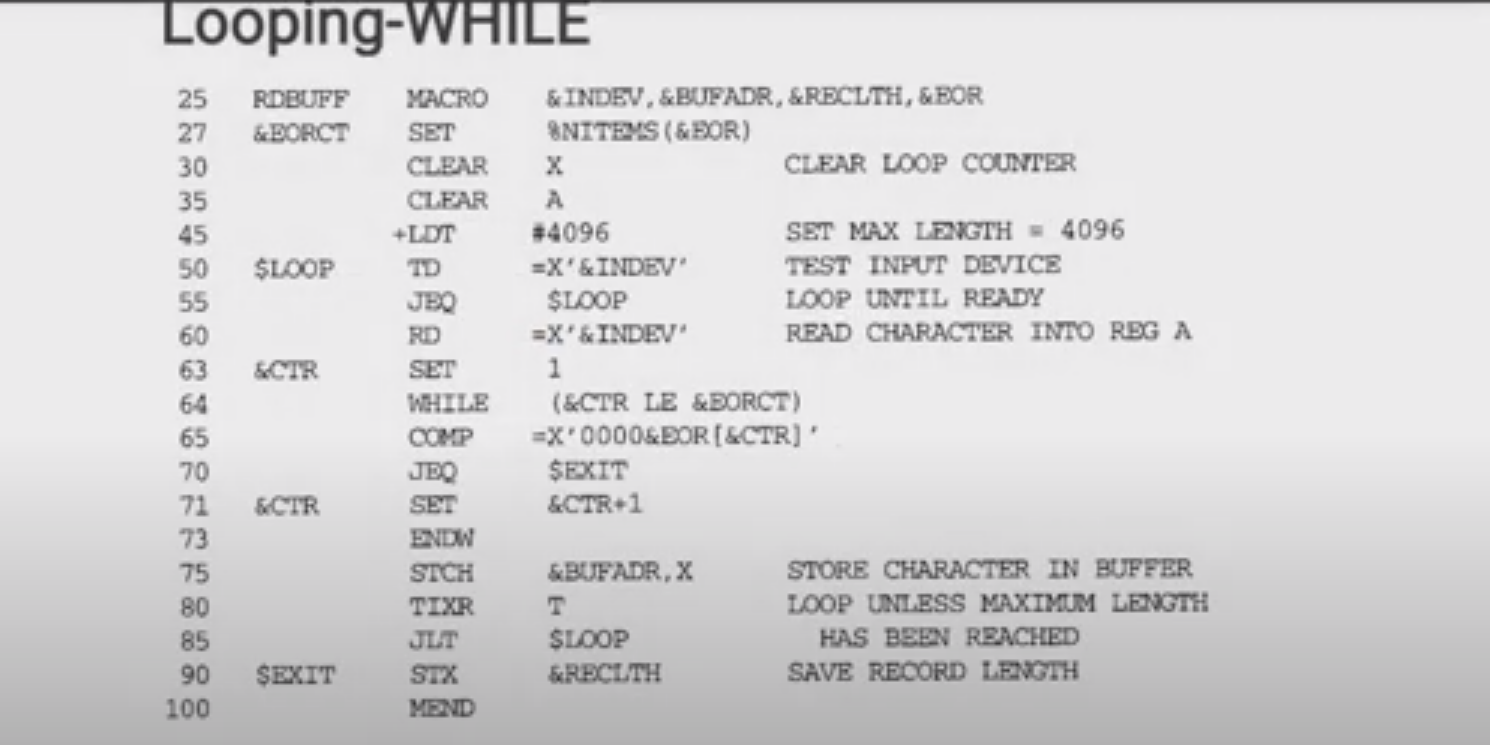 Looping-WHILE
25 RDBUFF MACRO &INDEV,&BUFADR,&RECLTH,&EOR
27 &EORCT SET %NITEMS(&EOR)
30 CLEAR X CLEAR LOOP COUNTER
35 CLEAR A
45 +LDT #4096 SET MAX LENGTH = 4096
50 $LOOP TD =X'&INDEV' TEST INPUT DEVICE
55 JEQ $LOOP LOOP UNTIL READY
60 RD =X'&INDEV' READ CHARACTER INTO REG A
63 &CTR SET 1
64 WHILE (&CTR LE &EORCT)
65 COMP =X'0000&EOR[&CTR]'
70 JEQ $EXIT
71 &CTR SET &CTR+1
73 ENDW
75 STCH &BUFADR,X STORE CHARACTER IN BUFFER
80 TIXR T LOOP UNLESS MAXIMUM LENGTH
85 JLT $LOOP HAS BEEN REACHED
90 $EXIT STX &RECLTH SAVE RECORD LENGTH
100 MEND